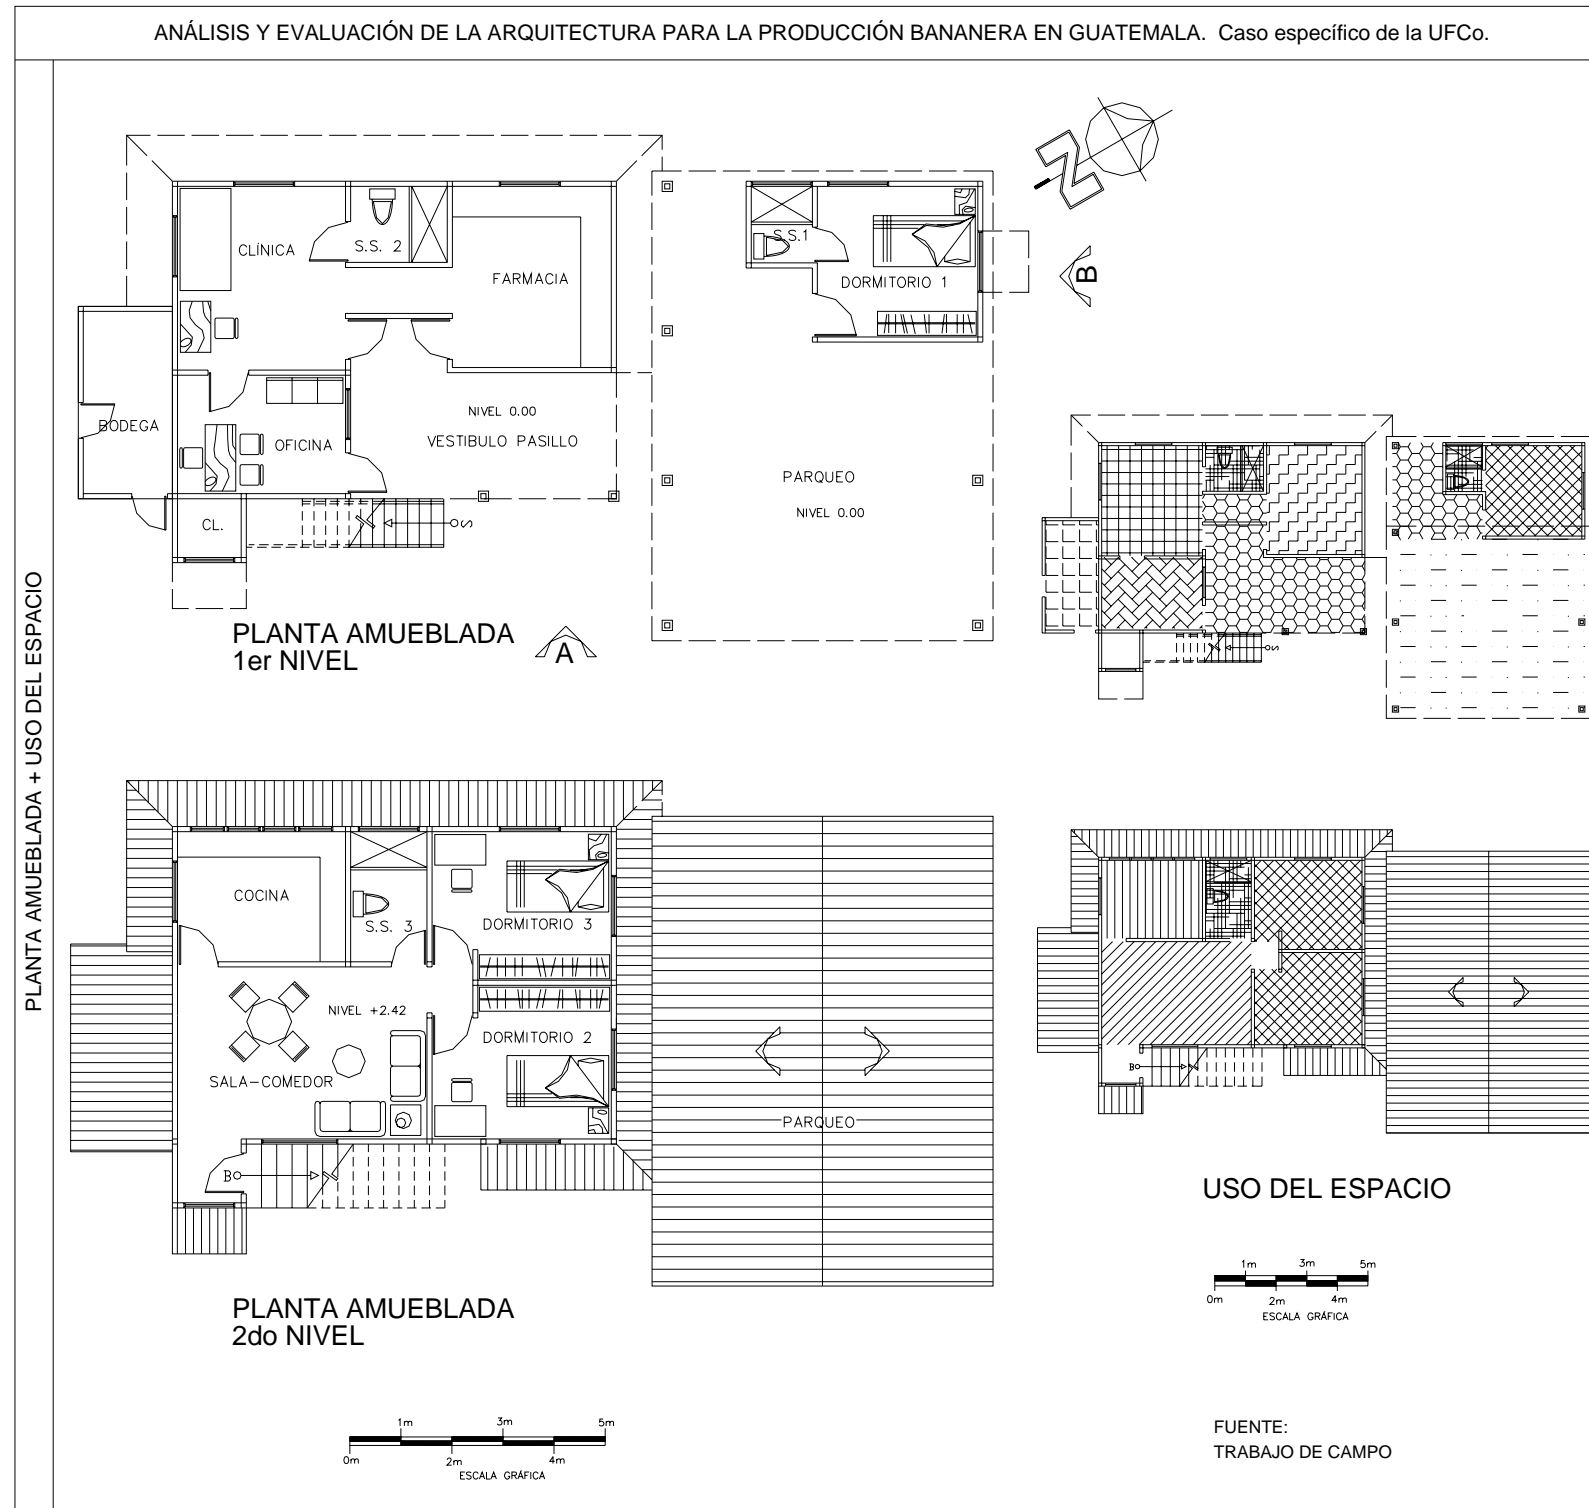 ANÁLISIS Y EVALUACIÓN DE LA ARQUITECTURA PARA LA PRODUCCIÓN BANANERA EN GUATEMALA. Caso específico de la UFCo.
PLANTA AMUEBLADA + USO DEL ESPACIO
N
CLÍNICA
S.S. 2
FARMACIA
S.S.1
DORMITORIO 1
B
BODEGA
OFICINA
NIVEL 0.00
VESTIBULO PASILLO
PARQUEO
NIVEL 0.00
CL.
S
PLANTA AMUEBLADA
1er NIVEL
A
S
COCINA
S.S. 3
DORMITORIO 3
NIVEL +2.42
DORMITORIO 2
SALA-COMEDOR
PARQUEO
B
B
USO DEL ESPACIO
1m 3m 5m
0m 2m 4m
ESCALA GRÁFICA
PLANTA AMUEBLADA
2do NIVEL
1m 3m 5m
0m 2m 4m
ESCALA GRÁFICA
FUENTE:
TRABAJO DE CAMPO